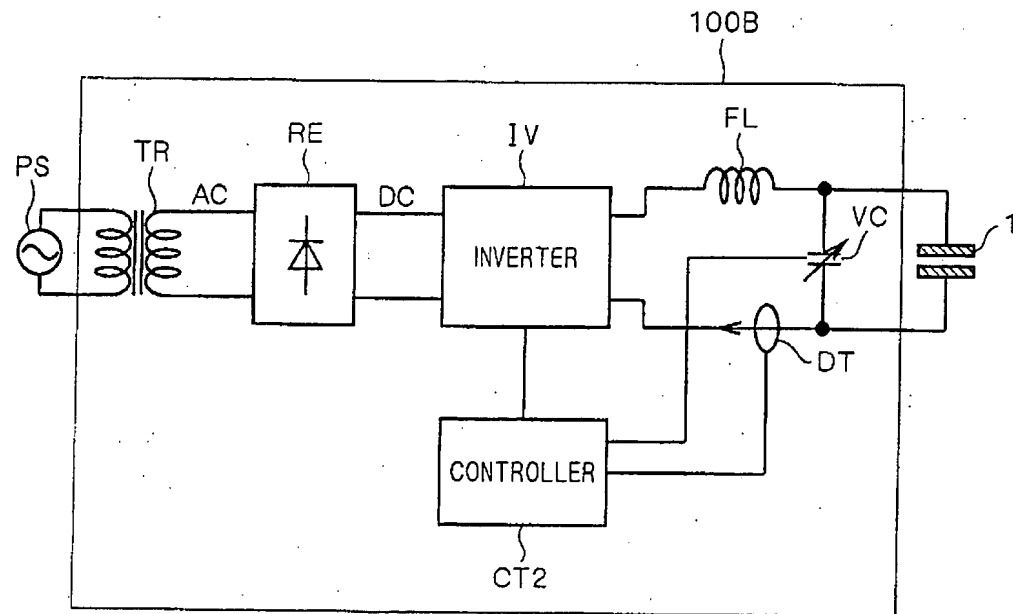 100B
PS
TR
AC
RE
DC
IV
INVERTER
FL
VC
1
DT
CONTROLLER
CT2